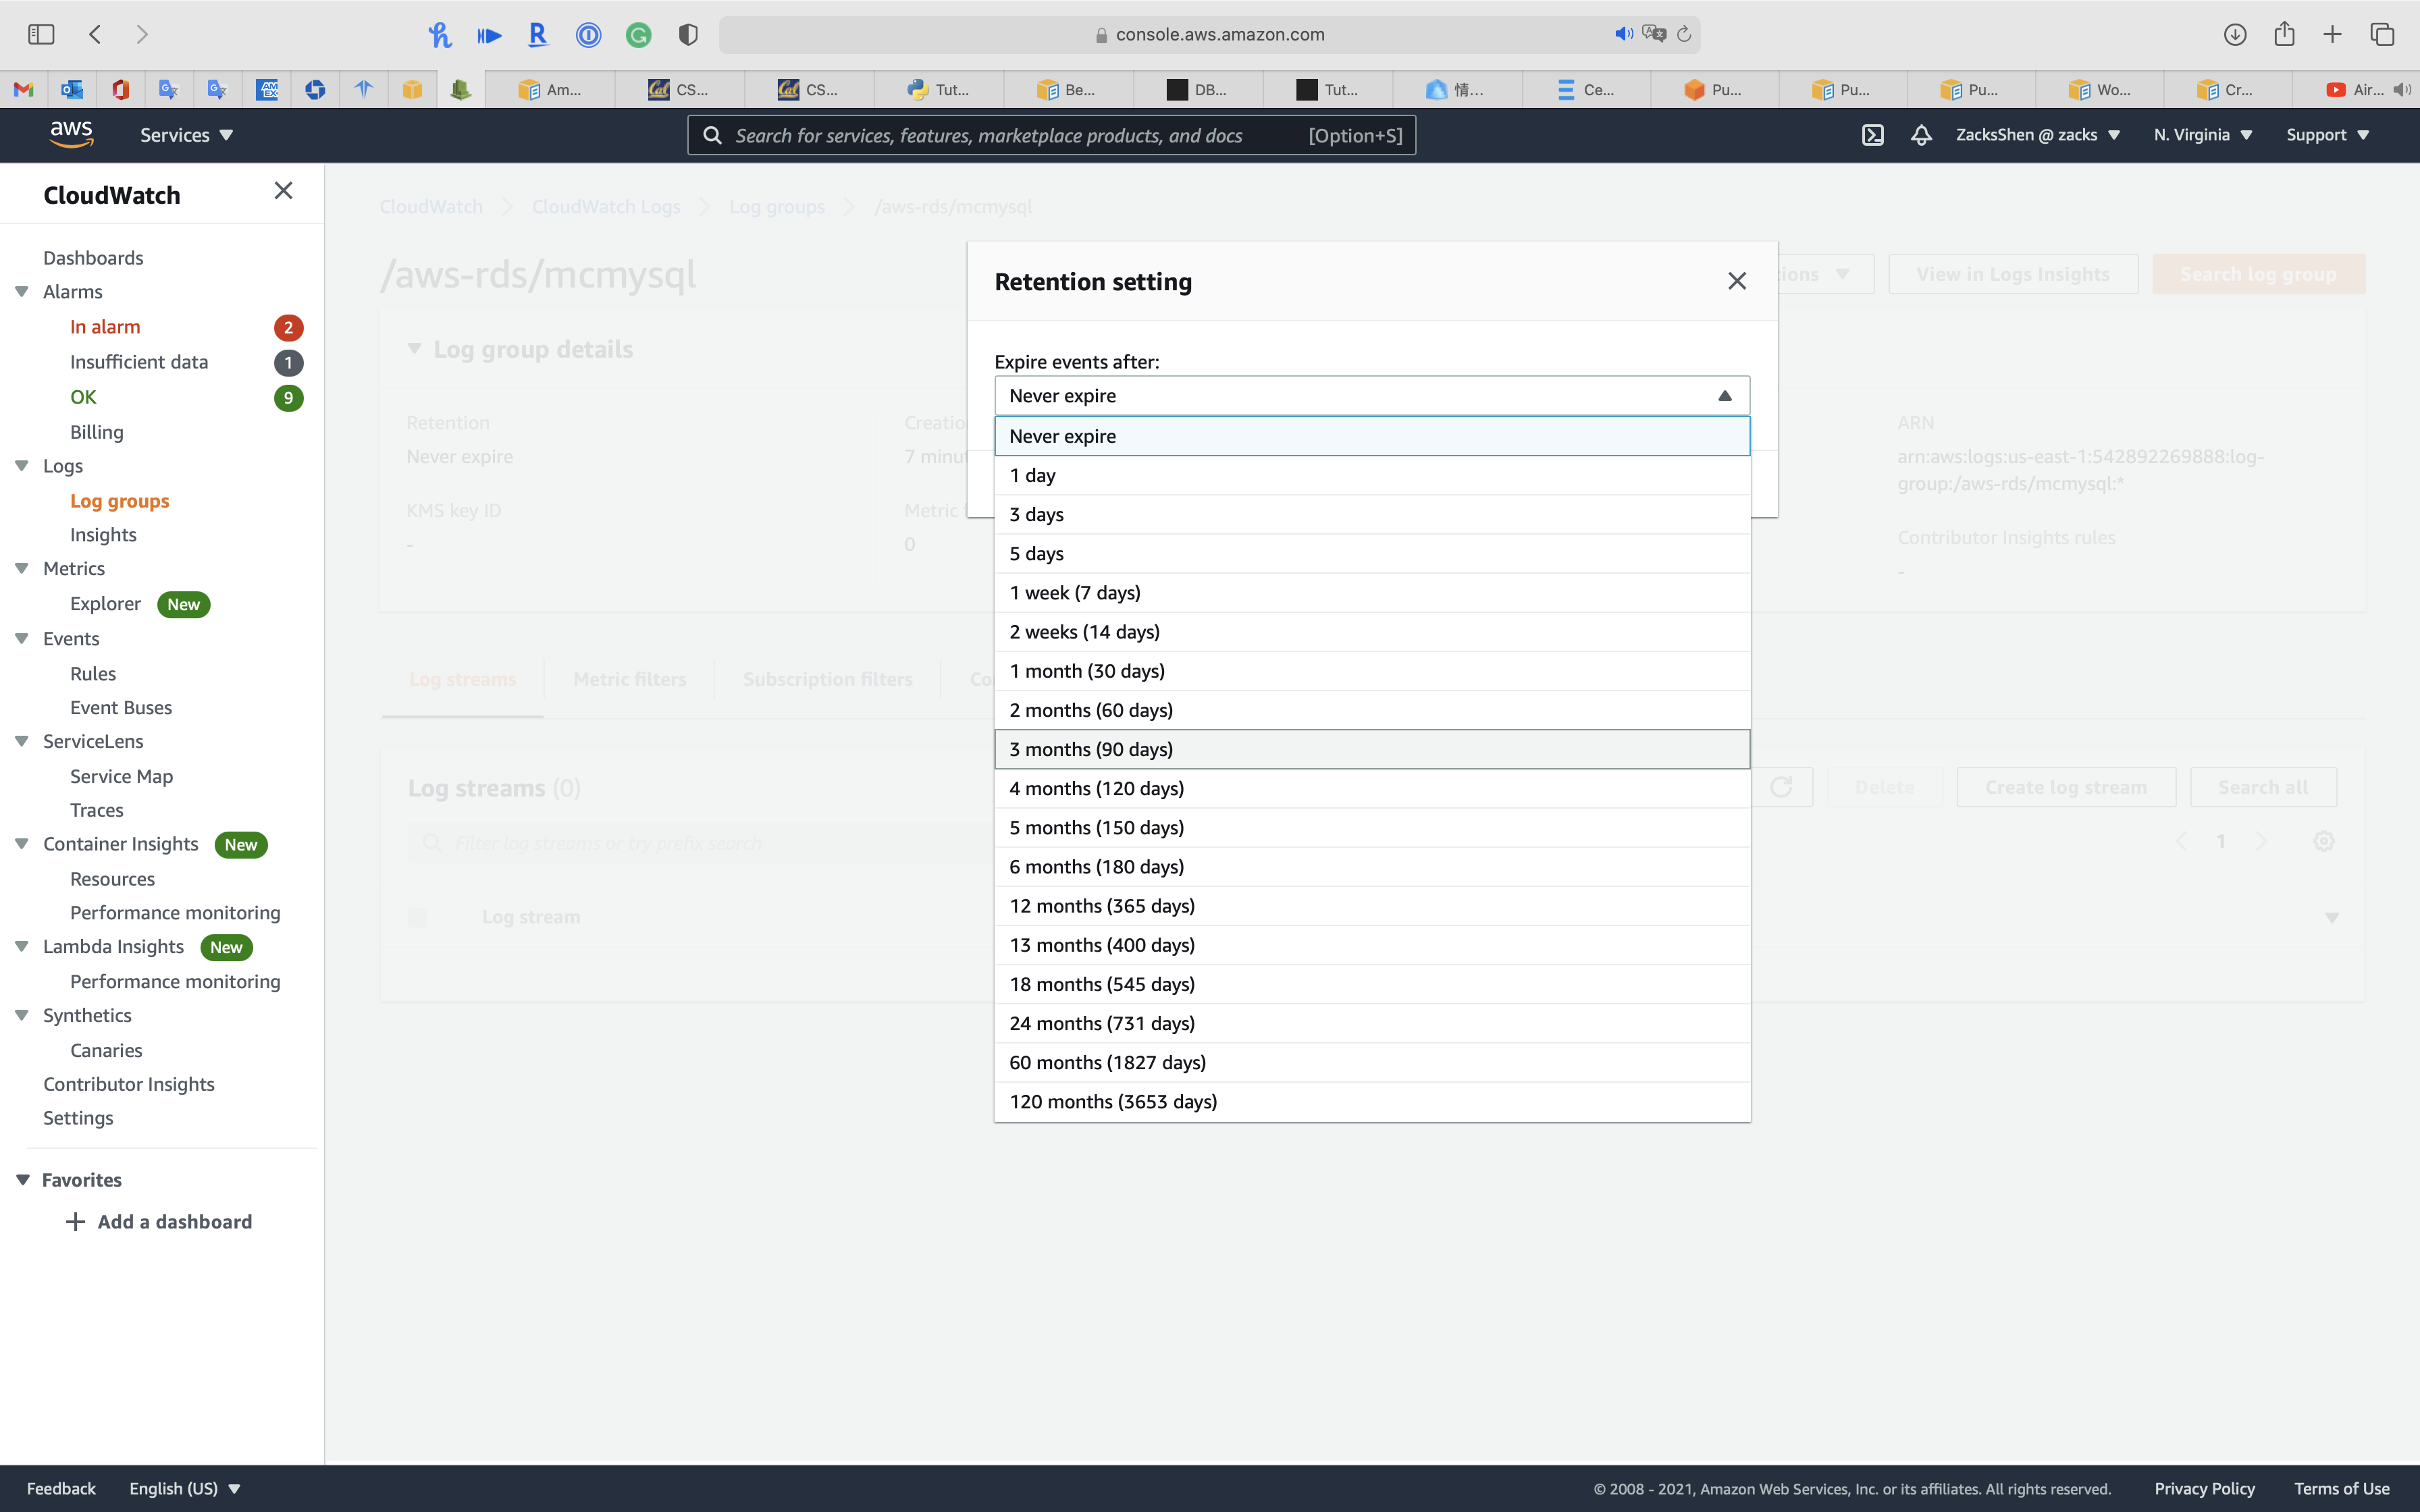 console.aws.amazon.com
Am...
CS...
CS...
Tut...
Be...
DB...
Tut...
情...
Ce...
Pu...
Pu...
Pu...
Wo...
Cr...
Air...
aws
Services
Search for services, features, marketplace products, and docs [Option+S]
ZacksShen @ zacks
N. Virginia
Support
CloudWatch
Dashboards
Alarms
In alarm 2
Insufficient data 1
OK 9
Billing
Logs
Log groups
Insights
Metrics
Explorer New
Events
Rules
Event Buses
ServiceLens
Service Map
Traces
Container Insights New
Resources
Performance monitoring
Lambda Insights New
Performance monitoring
Synthetics
Canaries
Contributor Insights
Settings
Favorites
Add a dashboard
CloudWatch
CloudWatch Logs
Log groups
/aws-rds/mcmysql
/aws-rds/mcmysql
View in Logs Insights
Search log group
Log group details
Retention
Never expire
KMS key ID
-
Metric
0
ARN
arn:aws:logs:us-east-1:542892269888:log-
group:/aws-rds/mcmysql:*
Contributor Insights rules
-
Log streams
Metric filters
Subscription filters
Log streams (0)
Delete
Create log stream
Search all
Filter log streams or try prefix search
1
Log stream
Retention setting
Expire events after:
Never expire
Never expire
1 day
3 days
5 days
1 week (7 days)
2 weeks (14 days)
1 month (30 days)
2 months (60 days)
3 months (90 days)
4 months (120 days)
5 months (150 days)
6 months (180 days)
12 months (365 days)
13 months (400 days)
18 months (545 days)
24 months (731 days)
60 months (1827 days)
120 months (3653 days)
Feedback
English (US)
© 2008 - 2021, Amazon Web Services, Inc. or its affiliates. All rights reserved.
Privacy Policy
Terms of Use